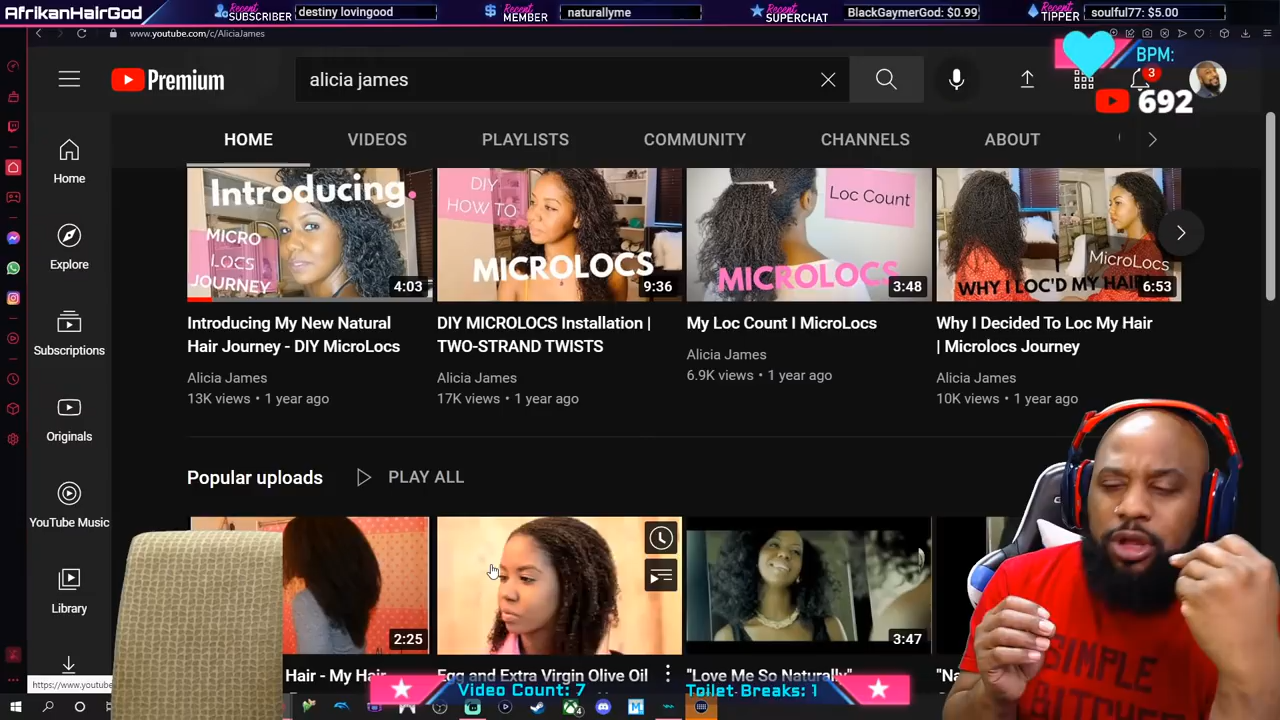 AfrikanHairGod
Recent SUBSCRIBER
destiny lovingood
Recent MEMBER
naturallyme
Recent SUPERCHAT
BlackGaymerGod: $0.99
Recent TIPPER
soulful77: $5.00
www.youtube.com/c/AliciaJames
BPM:
Premium
alicia james
3
692
HOME
VIDEOS
PLAYLISTS
COMMUNITY
CHANNELS
ABOUT
Home
Explore
Subscriptions
Originals
YouTube Music
Library
Introducing
MICRO
LOCS
JOURNEY
4:03
DIY
HOW TO
MICROLOCS
9:36
Loc Count
MICROLOCS
3:48
MicroLocs
WHY I LOC'D MY HAIR
6:53
Introducing My New Natural
Hair Journey - DIY MicroLocs
Alicia James
13K views • 1 year ago
DIY MICROLOCS Installation |
TWO-STRAND TWISTS
Alicia James
17K views • 1 year ago
My Loc Count I MicroLocs
Alicia James
6.9K views • 1 year ago
Why I Decided To Loc My Hair
| Microlocs Journey
Alicia James
10K views • 1 year ago
Popular uploads
PLAY ALL
2:25
3:47
Hair - My Hair
Egg and Extra Virgin Olive Oil
"Love Me So Naturally"
https://www.youtube
Video Count: 7
Toilet Breaks: 1
SIMPLE